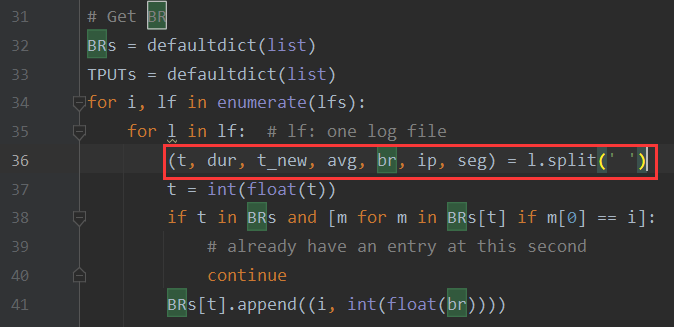 31 # Get BR
32 BRs = defaultdict(list)
33 TPUTs = defaultdict(list)
34 for i, lf in enumerate(lfs):
35     for l in lf:  # lf: one log file
36         (t, dur, t_new, avg, br, ip, seg) = l.split(' ')
37         t = int(float(t))
38         if t in BRs and [m for m in BRs[t] if m[0] == i]:
39             # already have an entry at this second
40             continue
41         BRs[t].append((i, int(float(br))))